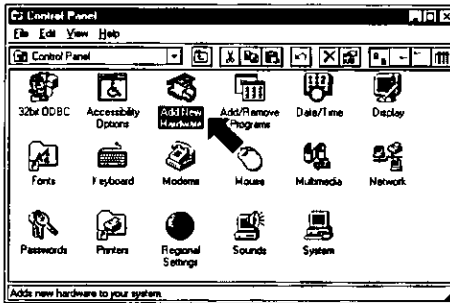 Control Panel
File Edit View Help
Control Panel
32bit ODBC
Accessibility Options
Add New Hardware
Add/Remove Programs
Date/Time
Display
Fonts
Keyboard
Modems
Mouse
Multimedia
Network
Passwords
Printers
Regional Settings
Sounds
System
Adds new hardware to your system.